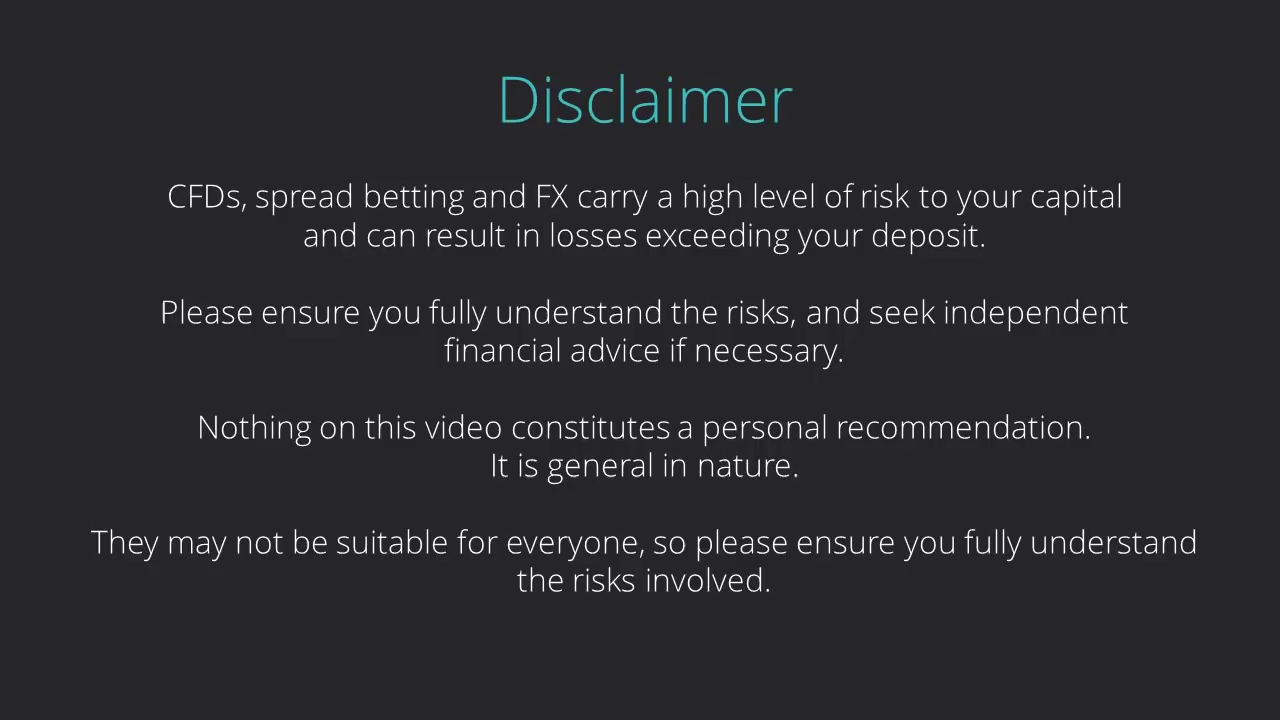 Disclaimer
CFDs, spread betting and FX carry a high level of risk to your capital
and can result in losses exceeding your deposit.
Please ensure you fully understand the risks, and seek independent
financial advice if necessary.
Nothing on this video constitutes a personal recommendation.
It is general in nature.
They may not be suitable for everyone, so please ensure you fully understand
the risks involved.